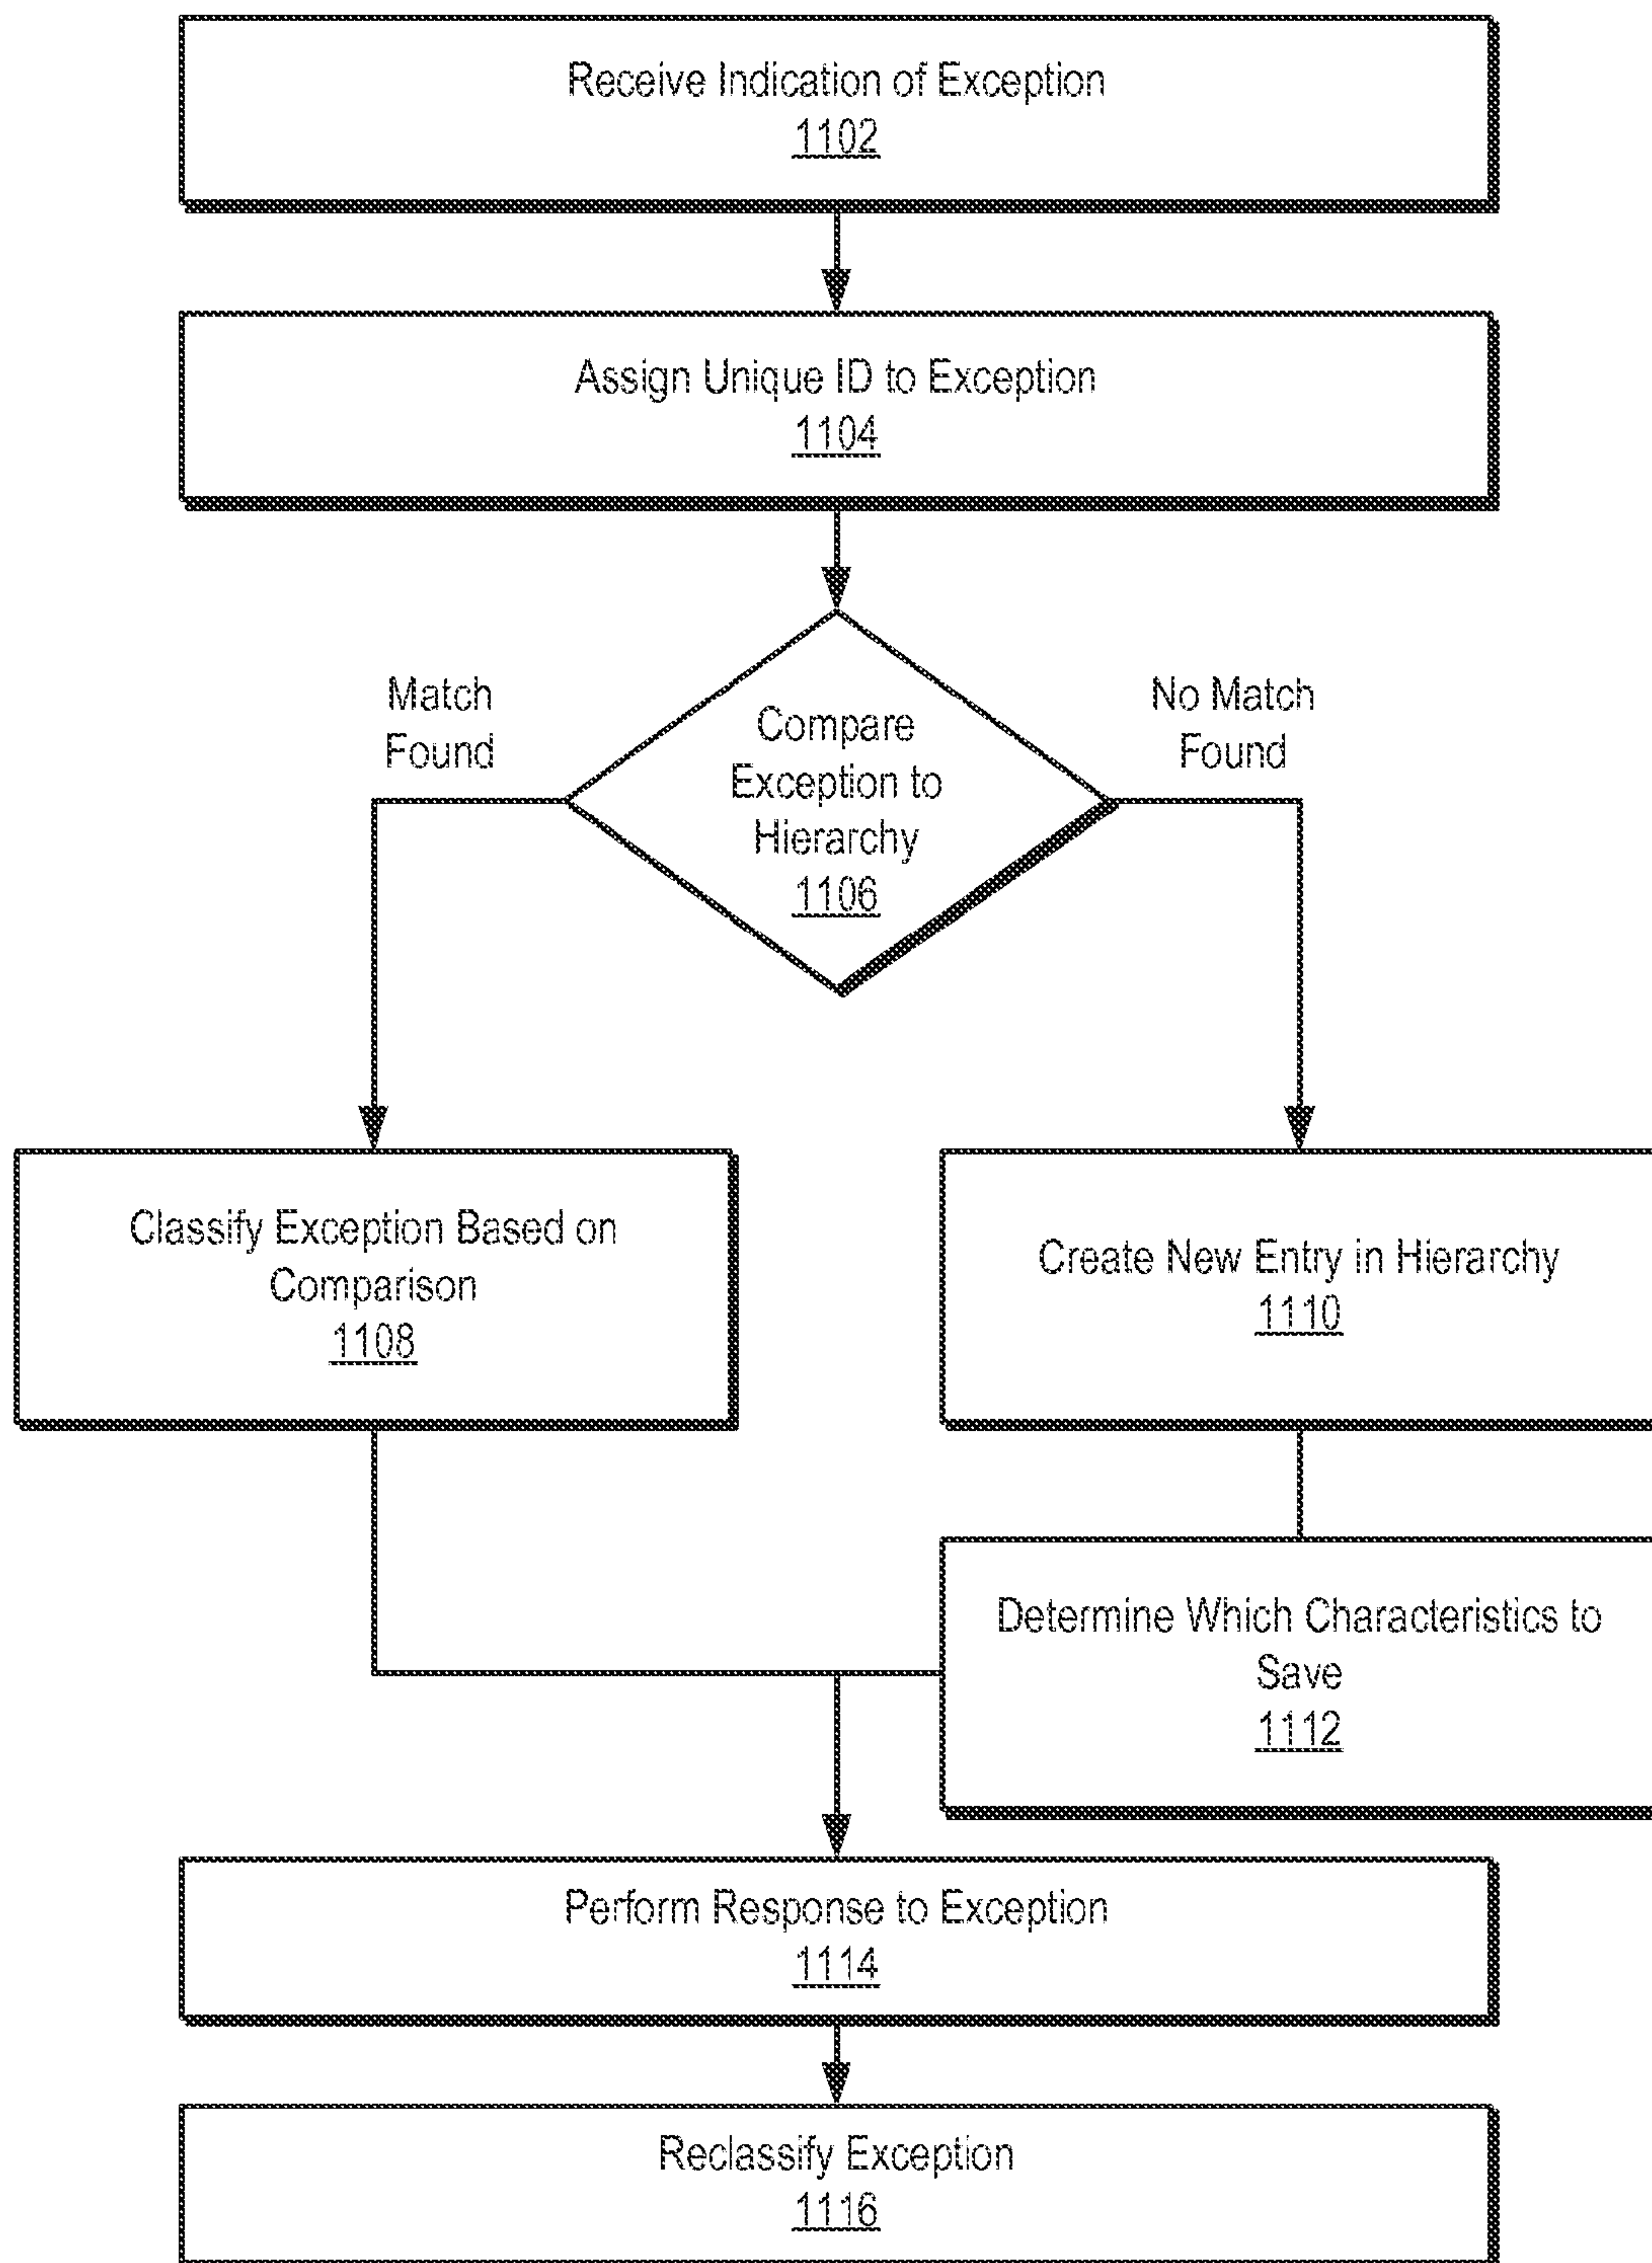 Receive Indication of Exception
1102
Assign Unique ID to Exception
1104
Match
Found
No Match
Found
Compare
Exception to
Hierarchy
1106
Classify Exception Based on
Comparison
1108
Create New Entry in Hierarchy
1110
Determine Which Characteristics to
Save
1112
Perform Response to Exception
1114
Reclassify Exception
1116